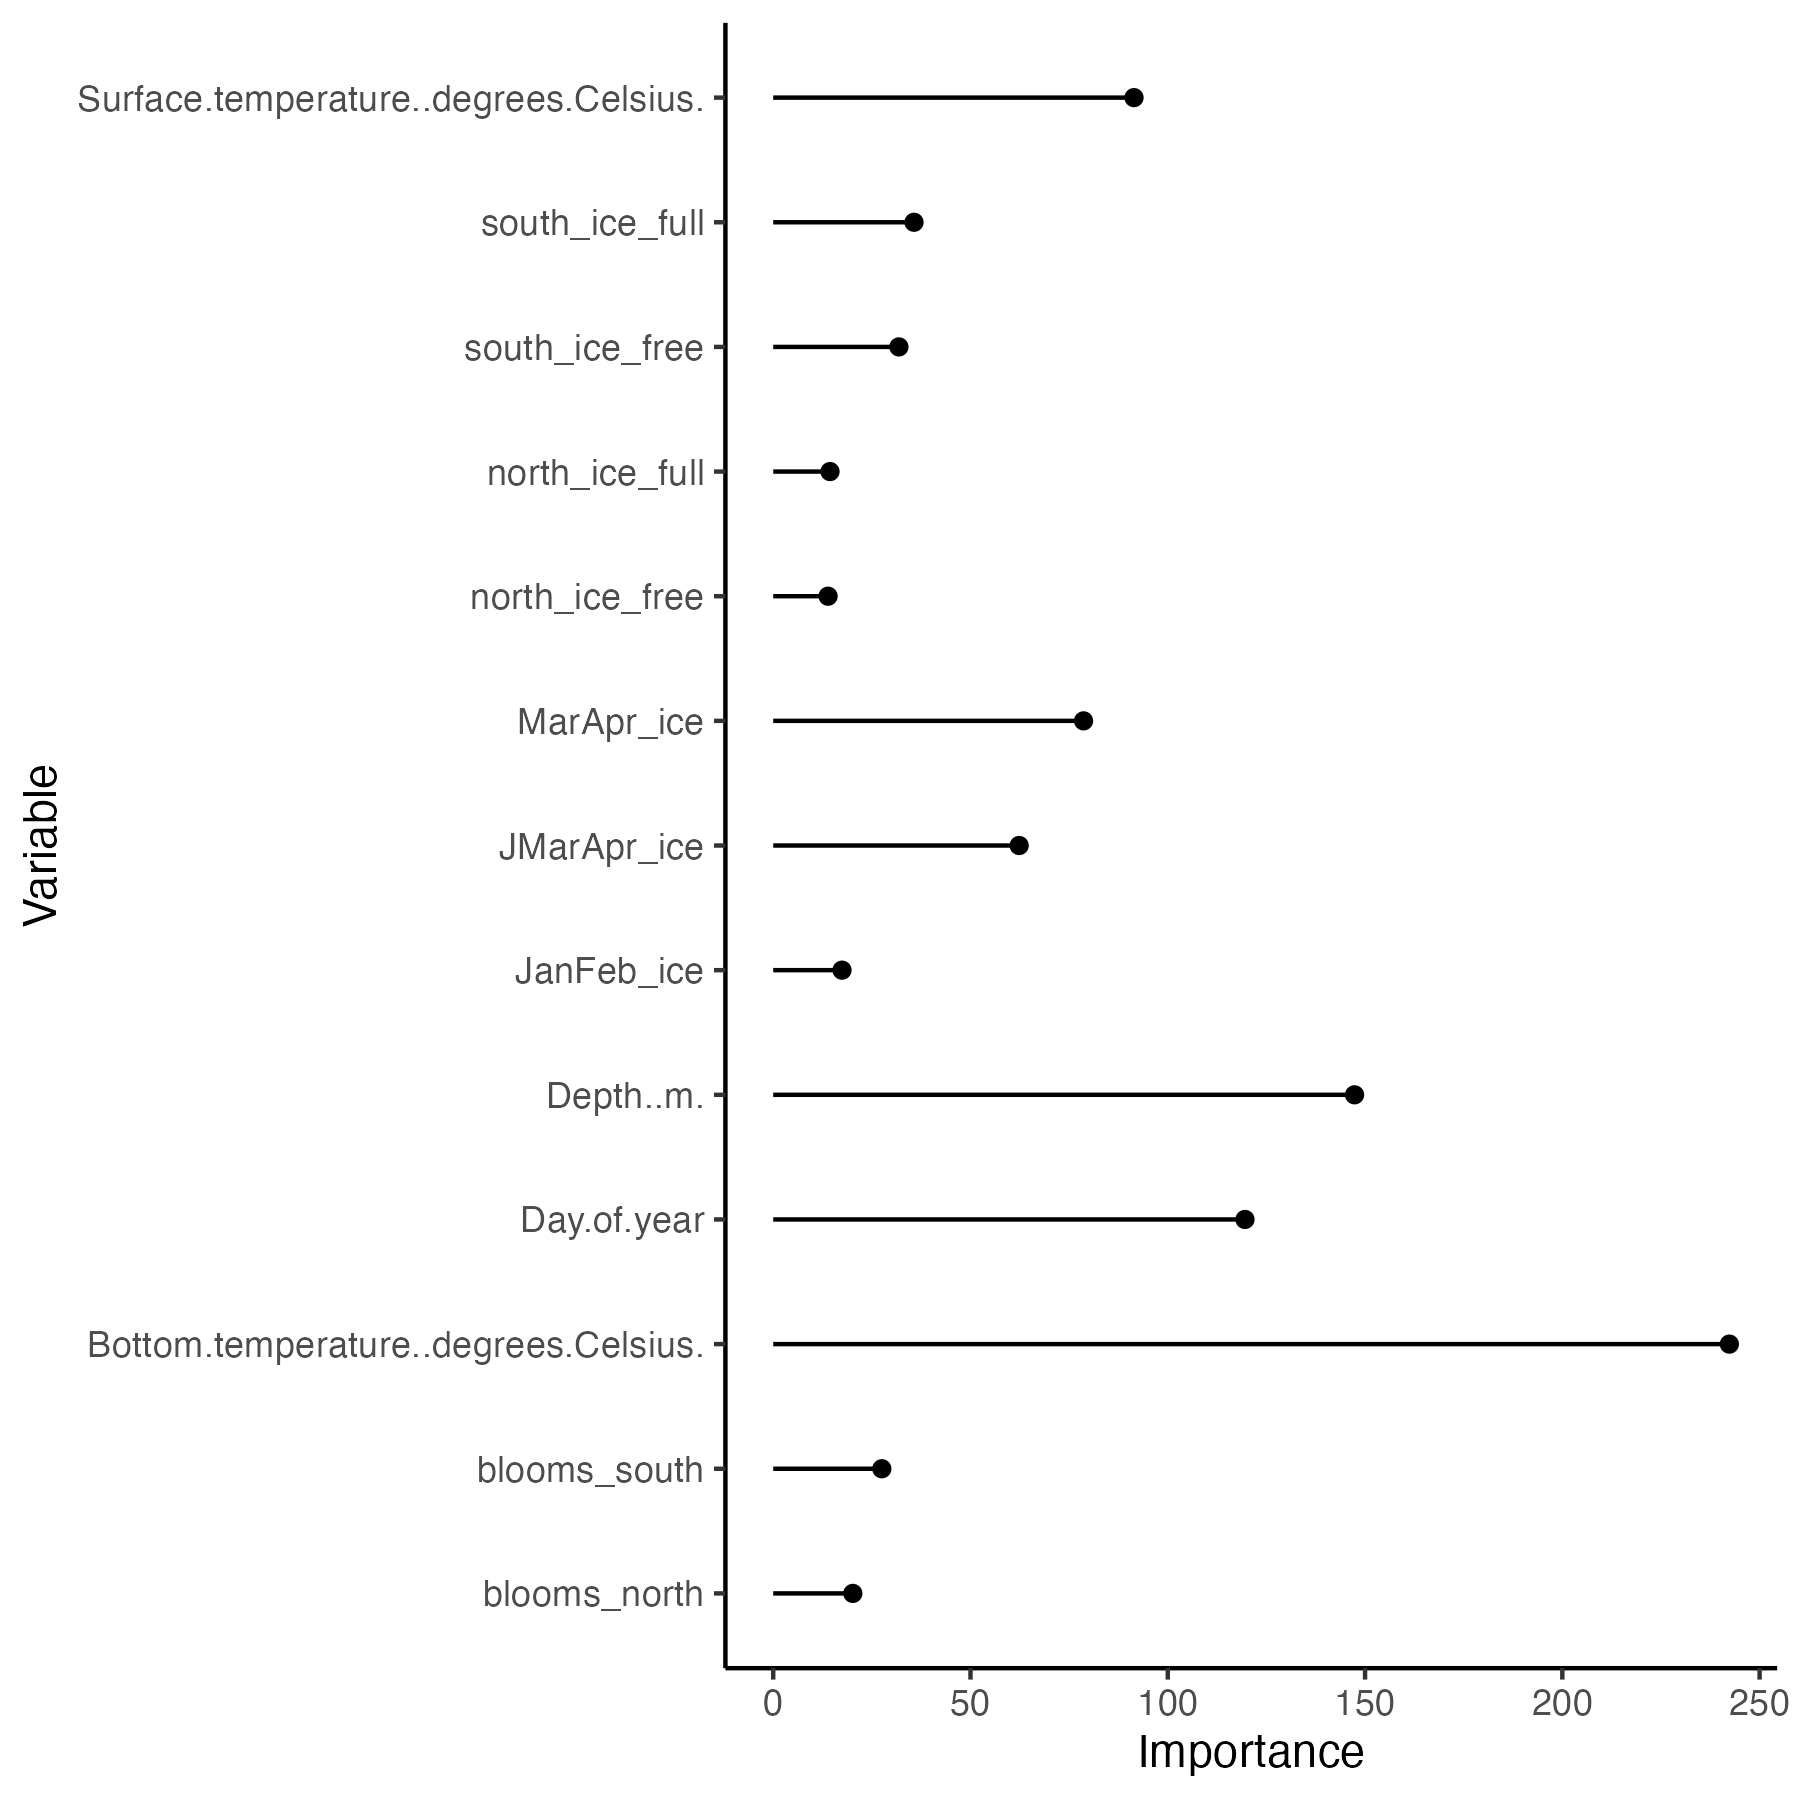 Surface.temperature..degrees.Celsius.
south_ice_full
south_ice_free
north_ice_full
north_ice_free
MarApr_ice
JMarApr_ice
JanFeb_ice
Depth..m.
Day.of.year
Bottom.temperature..degrees.Celsius.
blooms_south
blooms_north
Variable
0 50 100 150 200 250
Importance